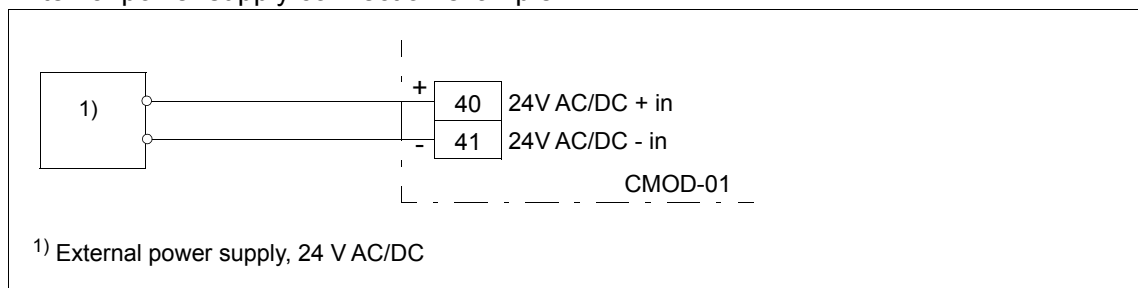 1)
+
40 24V AC/DC + in
- 41 24V AC/DC - in
CMOD-01
1) External power supply, 24 V AC/DC